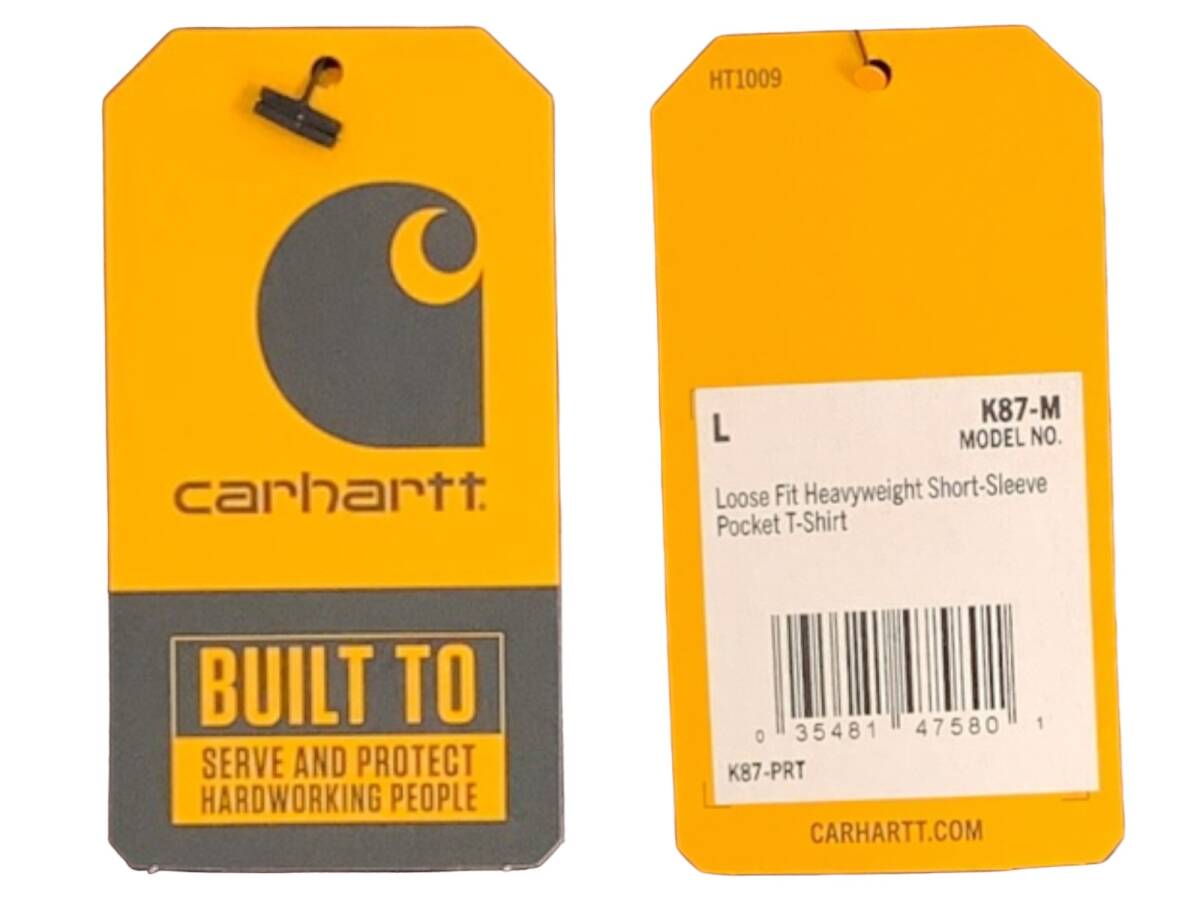 carhartt.
BUILT TO
SERVE AND PROTECT
HARDWORKING PEOPLE
HT1009
L
K87-M
MODEL NO.
Loose Fit Heavyweight Short-Sleeve
Pocket T-Shirt
0 35481 47580 1
K87-PRT
CARHARTT.COM